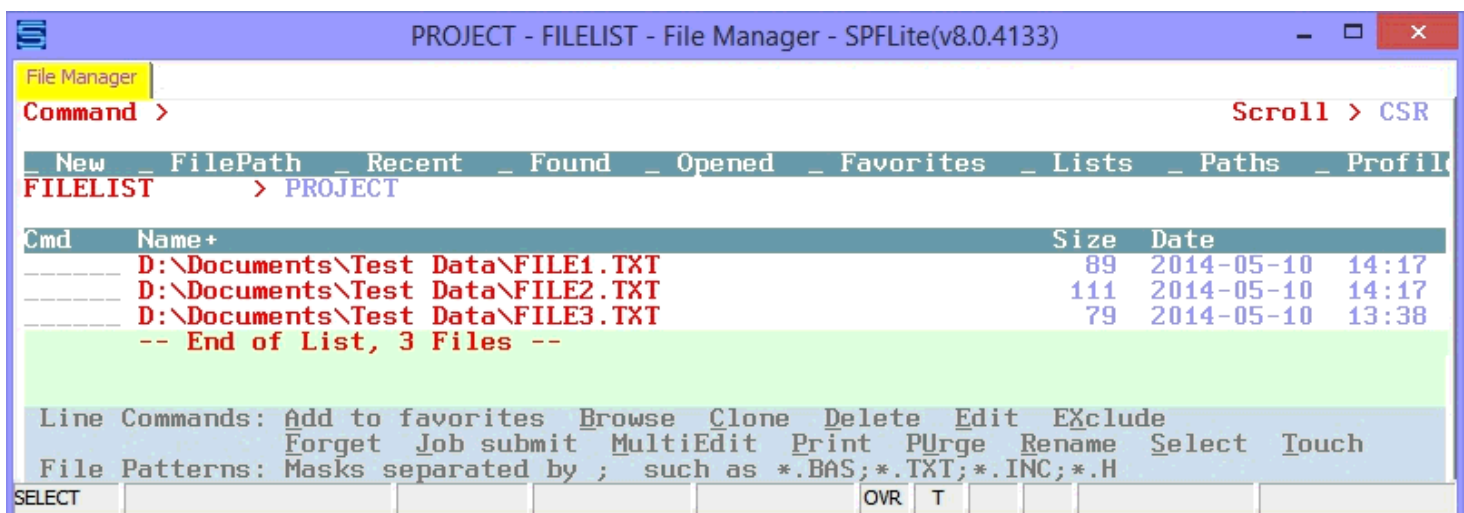 PROJECT - FILELIST - File Manager - SPFLite(v8.0.4133)
File Manager
Command > Scroll > CSR
_ New _ FilePath _ Recent _ Found _ Opened _ Favorites _ Lists _ Paths _ Profile
FILELIST > PROJECT
Cmd Name+ Size Date
______ D:\Documents\Test Data\FILE1.TXT 89 2014-05-10 14:17
______ D:\Documents\Test Data\FILE2.TXT 111 2014-05-10 14:17
______ D:\Documents\Test Data\FILE3.TXT 79 2014-05-10 13:38
-- End of List, 3 Files --
Line Commands: Add to favorites Browse Clone Delete Edit EXclude
Forget Job submit MultiEdit Print PUrge Rename Select Touch
File Patterns: Masks separated by ; such as *.BAS;*.TXT;*.INC;*.H
SELECT OVR T